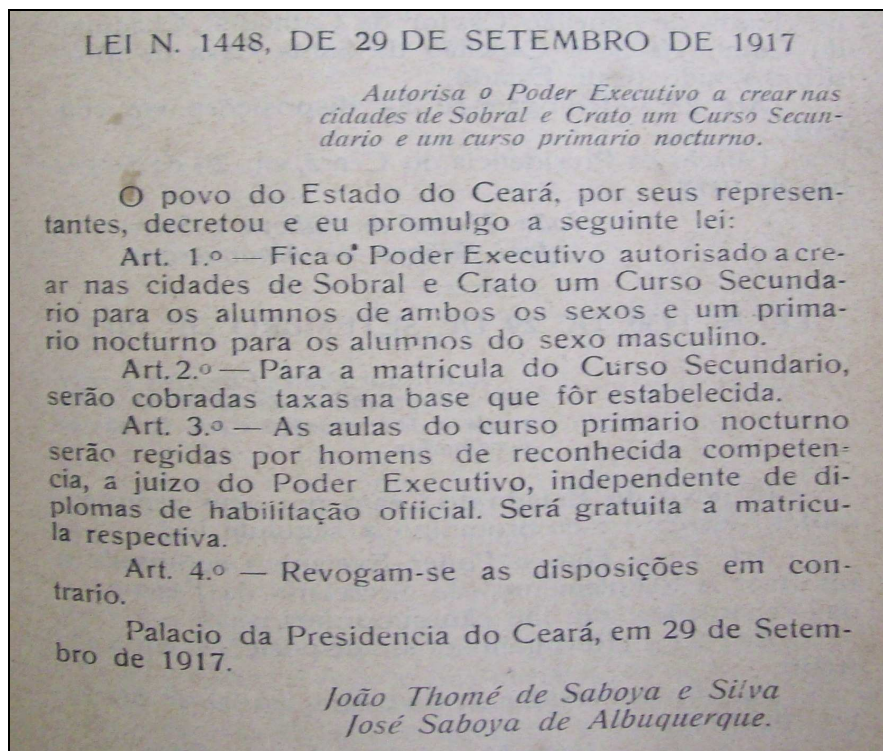 LEI N. 1448, DE 29 DE SETEMBRO DE 1917
Autorisa o Poder Executivo a crear nas
cidades de Sobral e Crato um Curso Secun-
dario e um curso primario nocturno.
O povo do Estado do Ceará, por seus represen-
tantes, decretou e eu promulgo a seguinte lei:
Art. 1.º — Fica o Poder Executivo autorisado a cre-
ar nas cidades de Sobral e Crato um Curso Secunda-
rio para os alumnos de ambos os sexos e um prima-
rio nocturno para os alumnos do sexo masculino.
Art. 2.º — Para a matricula do Curso Secundario,
serão cobradas taxas na base que fôr estabelecida.
Art. 3.º — As aulas do curso primario nocturno
serão regidas por homens de reconhecida competen-
cia, a juizo do Poder Executivo, independente de di-
plomas de habilitação official. Será gratuita a matricu-
la respectiva.
Art. 4.º — Revogam-se as disposições em con-
trario.
Palacio da Presidencia do Ceará, em 29 de Setem-
bro de 1917.
João Thomé de Saboya e Silva
José Saboya de Albuquerque.